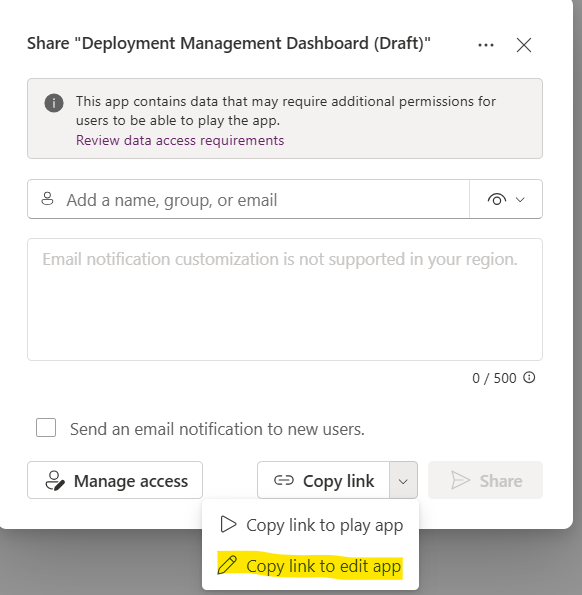 Share "Deployment Management Dashboard (Draft)"
This app contains data that may require additional permissions for
users to be able to play the app.
Review data access requirements
Add a name, group, or email
Email notification customization is not supported in your region.
0 / 500
Send an email notification to new users.
Manage access
Copy link
Share
Copy link to play app
Copy link to edit app